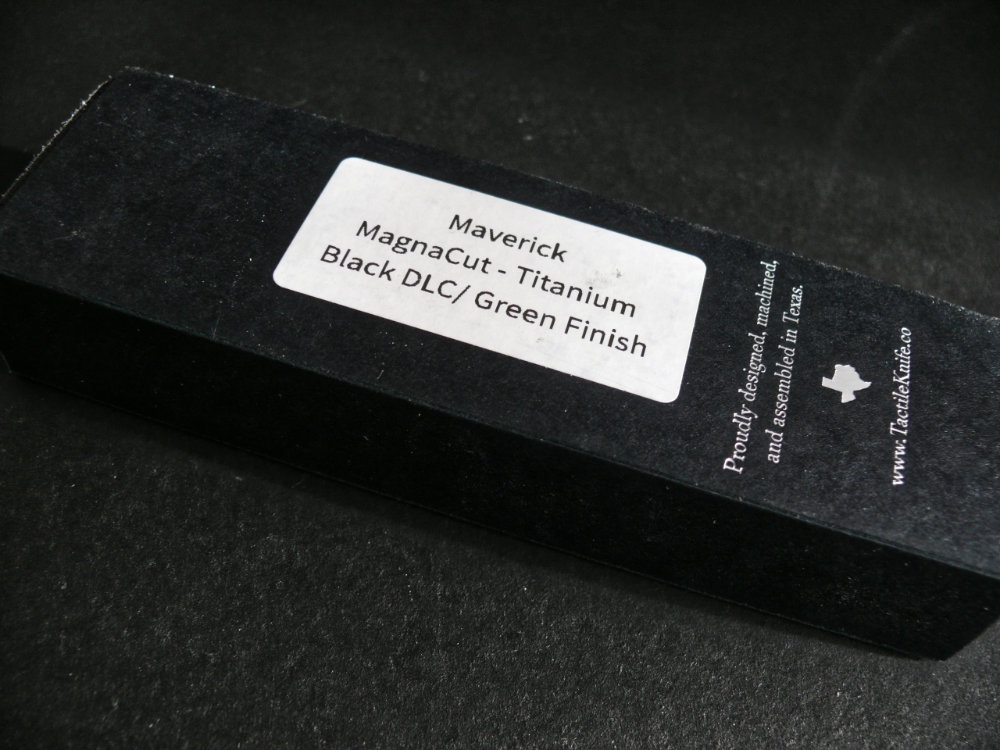 Maverick
MagnaCut - Titanium
Black DLC/ Green Finish
Proudly designed, machined,
and assembled in Texas.
www.TactileKnife.co